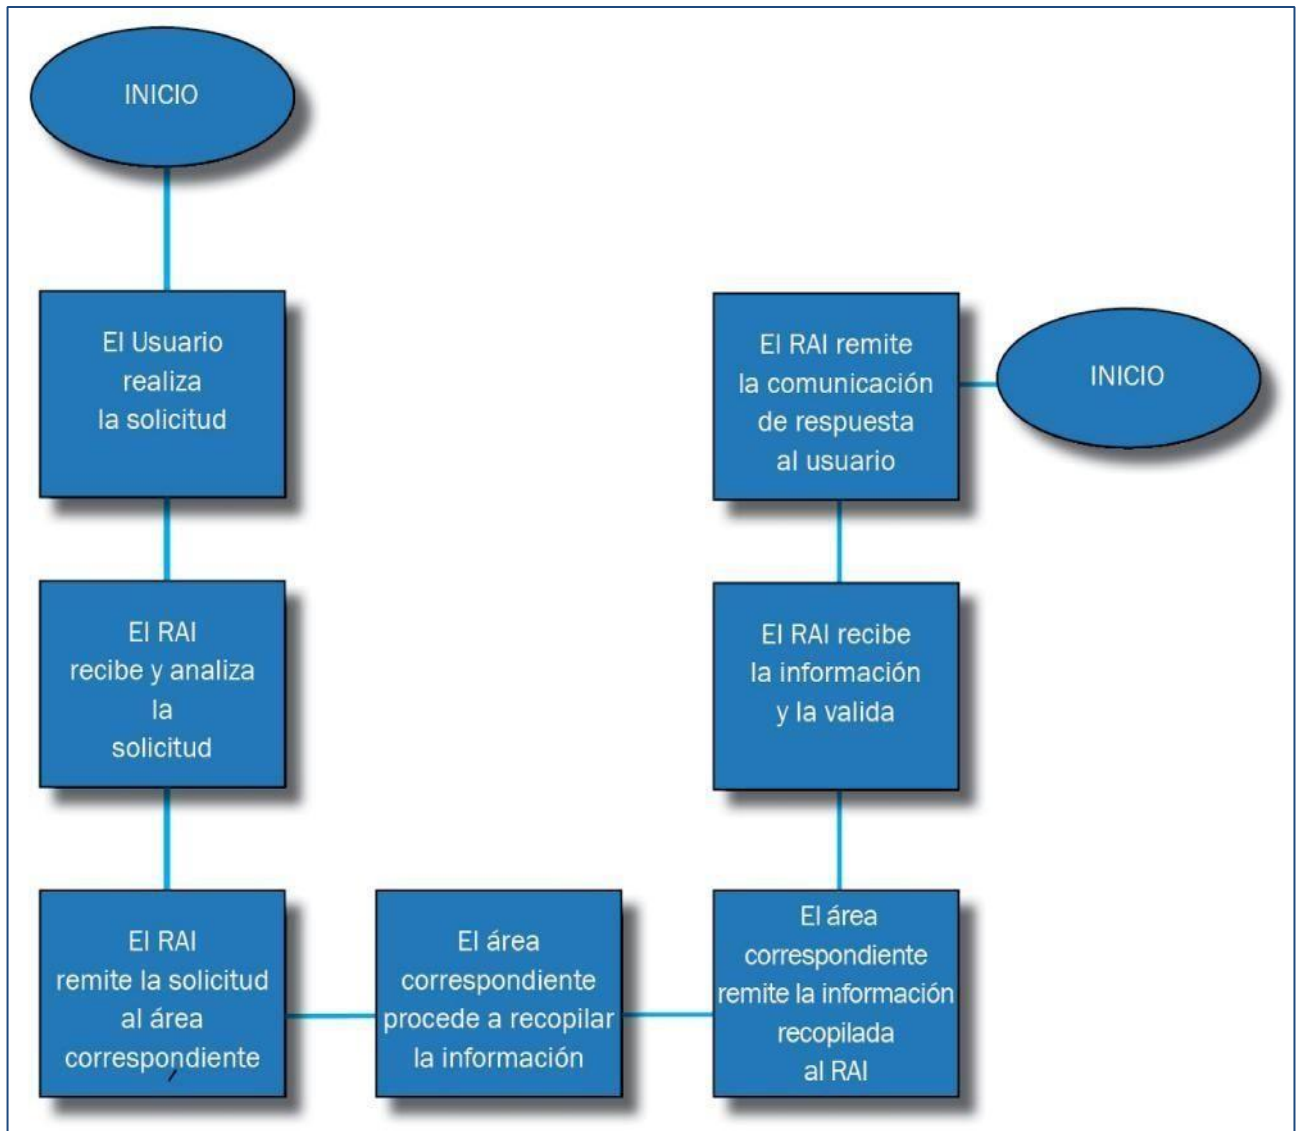 INICIO
El Usuario
realiza
la solicitud
El RAI
recibe y analiza
la
solicitud
El RAI
remite la solicitud
al área
correspondiente
El área
correspondiente
procede a recopilar
la información
El área
correspondiente
remite la información
recopilada
al RAI
El RAI recibe
la información
y la valida
El RAI remite
la comunicación
de respuesta
al usuario
INICIO